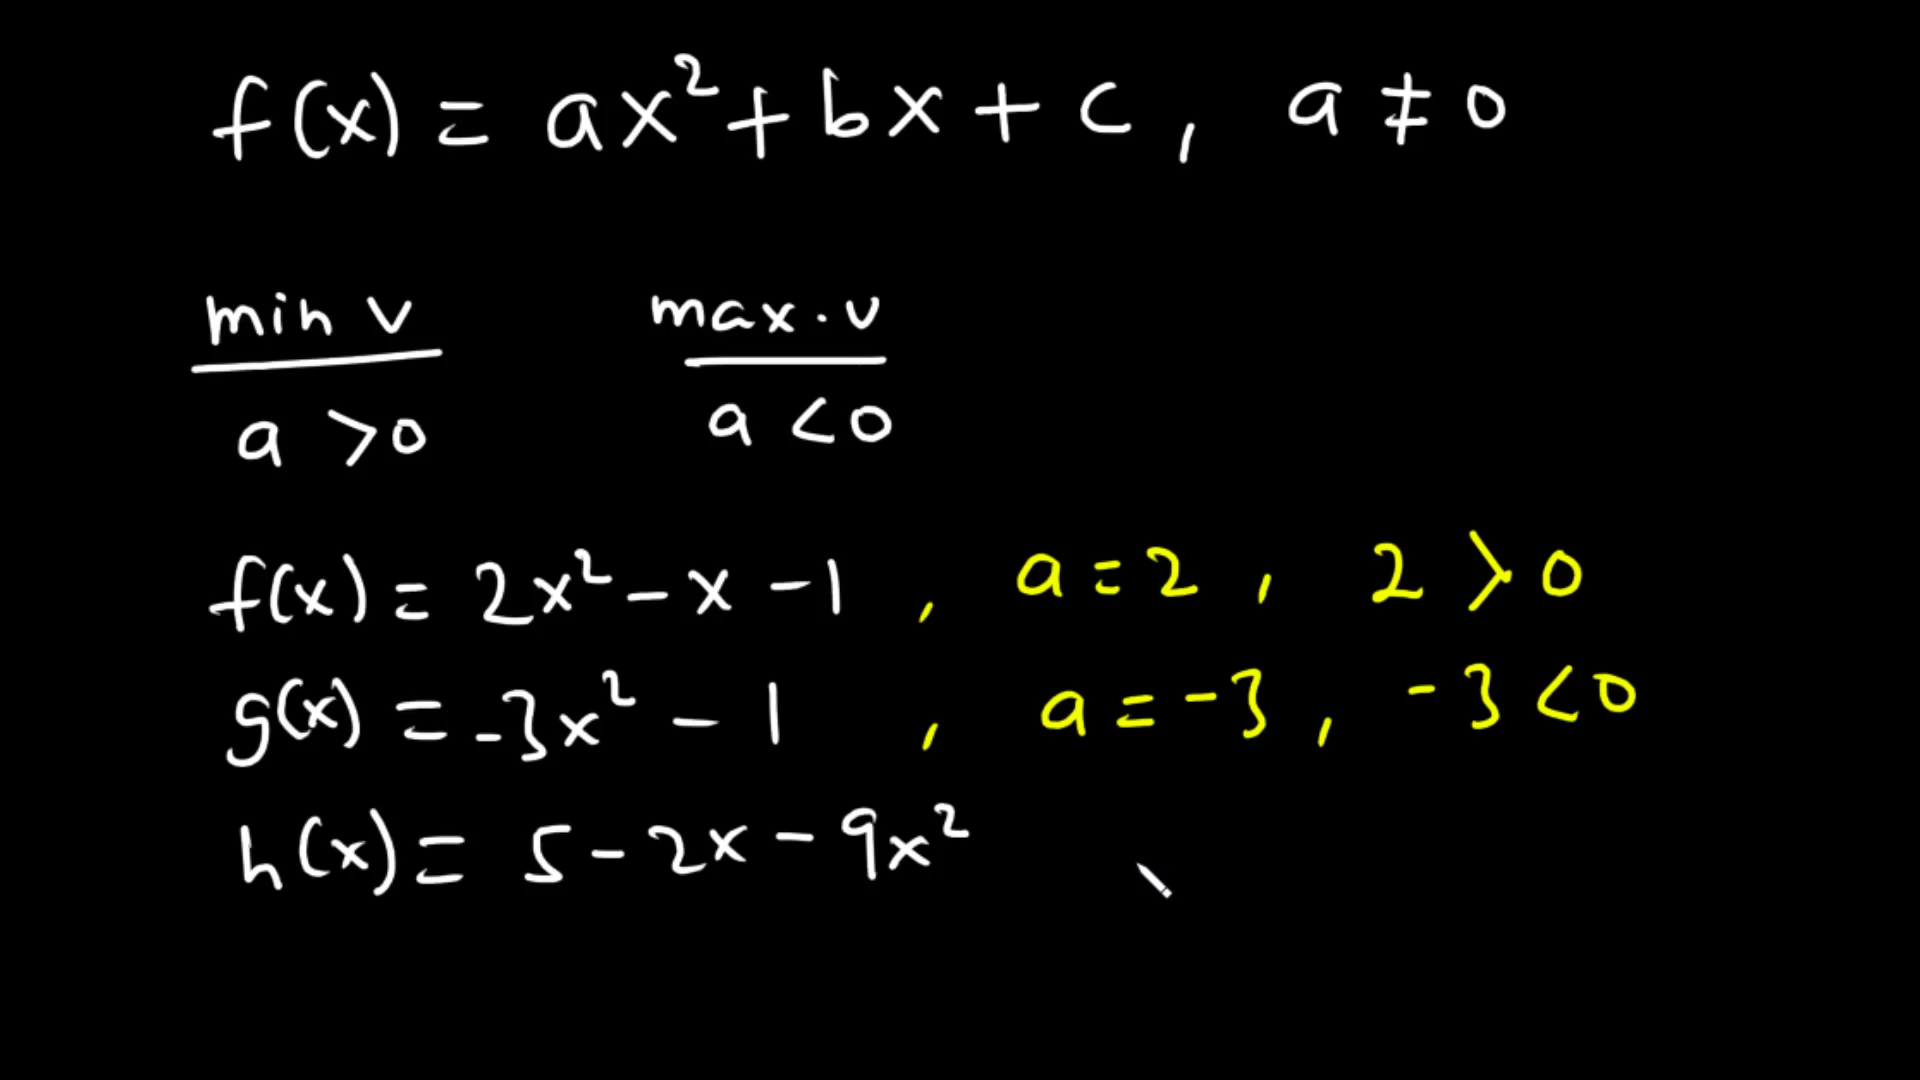 f(x) = ax² + bx + c, a ≠ 0
min v max. v
a > 0 a < 0
f(x) = 2x² - x - 1 , a = 2 , 2 > 0
g(x) = -3x² - 1 , a = -3 , -3 < 0
h(x) = 5 - 2x - 9x²